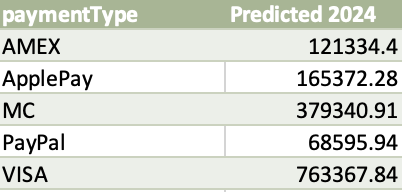 paymentType Predicted 2024
AMEX 121334.4
ApplePay 165372.28
MC 379340.91
PayPal 68595.94
VISA 763367.84